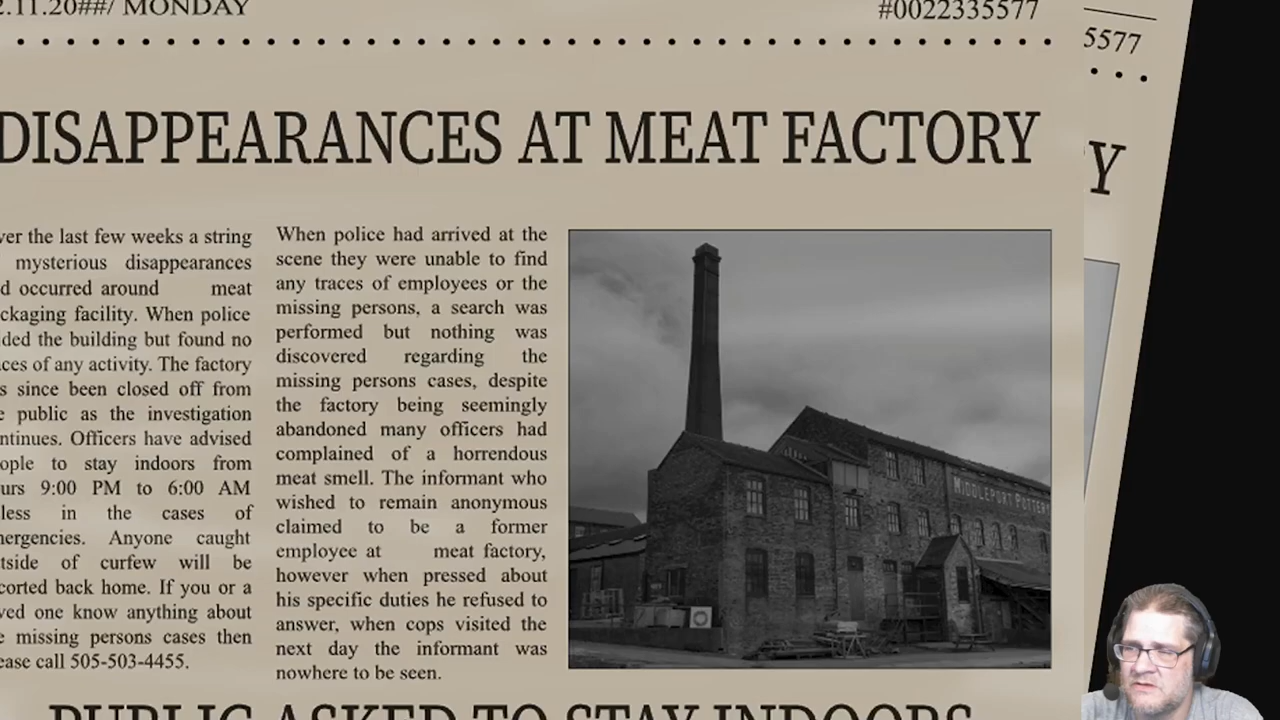 2.11.20##/ MONDAY
#0022335577
5577
DISAPPEARANCES AT MEAT FACTORY
Y
ver the last few weeks a string
mysterious disappearances
d occurred around meat
ckaging facility. When police
ded the building but found no
ces of any activity. The factory
s since been closed off from
e public as the investigation
ntinues. Officers have advised
ople to stay indoors from
urs 9:00 PM to 6:00 AM
less in the cases of
mergencies. Anyone caught
tside of curfew will be
corted back home. If you or a
ved one know anything about
e missing persons cases then
ease call 505-503-4455.
When police had arrived at the
scene they were unable to find
any traces of employees or the
missing persons, a search was
performed but nothing was
discovered regarding the
missing persons cases, despite
the factory being seemingly
abandoned many officers had
complained of a horrendous
meat smell. The informant who
wished to remain anonymous
claimed to be a former
employee at meat factory,
however when pressed about
his specific duties he refused to
answer, when cops visited the
next day the informant was
nowhere to be seen.
MIDDLEPORT POTTERY
PUBLIC ASKED TO STAY INDOORS